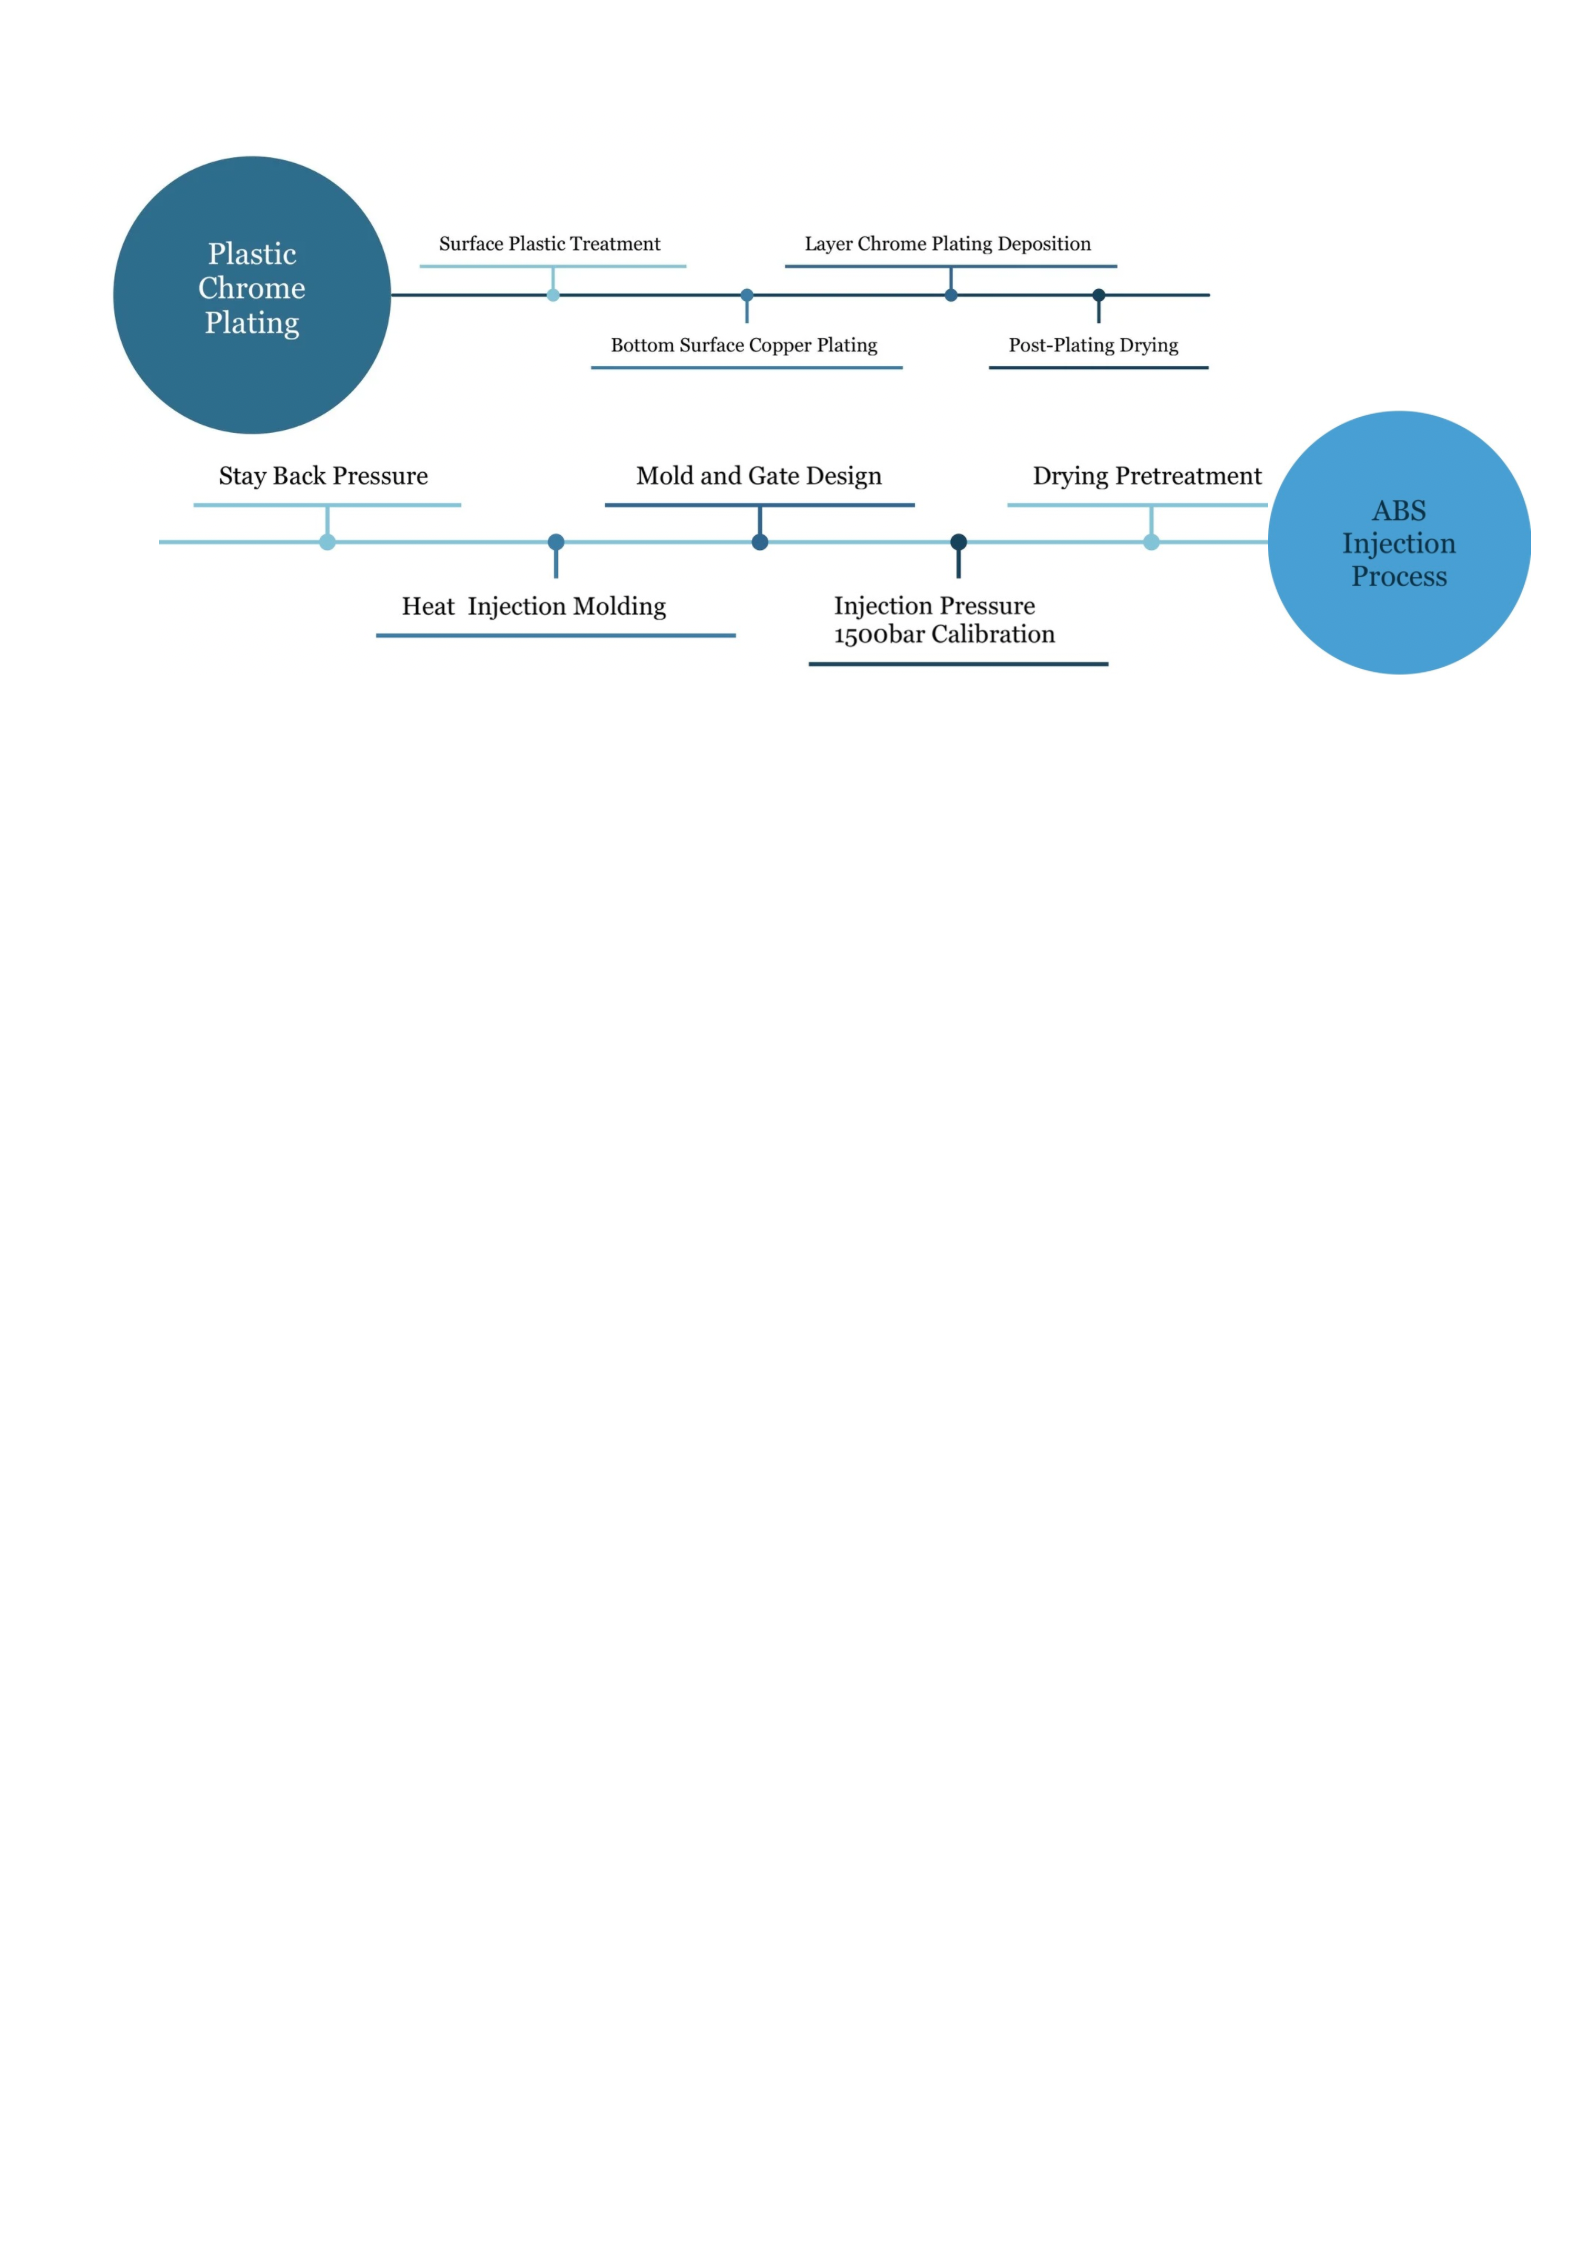 Plastic
Chrome
Plating
Surface Plastic Treatment
Layer Chrome Plating Deposition
Bottom Surface Copper Plating
Post-Plating Drying
Stay Back Pressure
Mold and Gate Design
Drying Pretreatment
ABS
Injection
Process
Heat  Injection Molding
Injection Pressure
1500bar Calibration